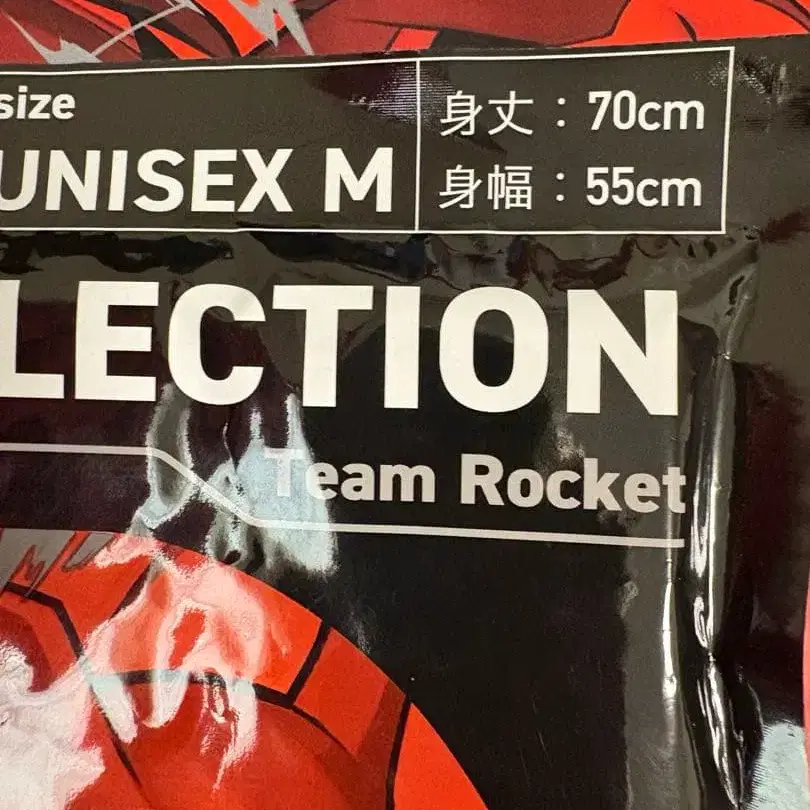 size
UNISEX M
身丈：70cm
身幅：55cm
LECTION
Team Rocket